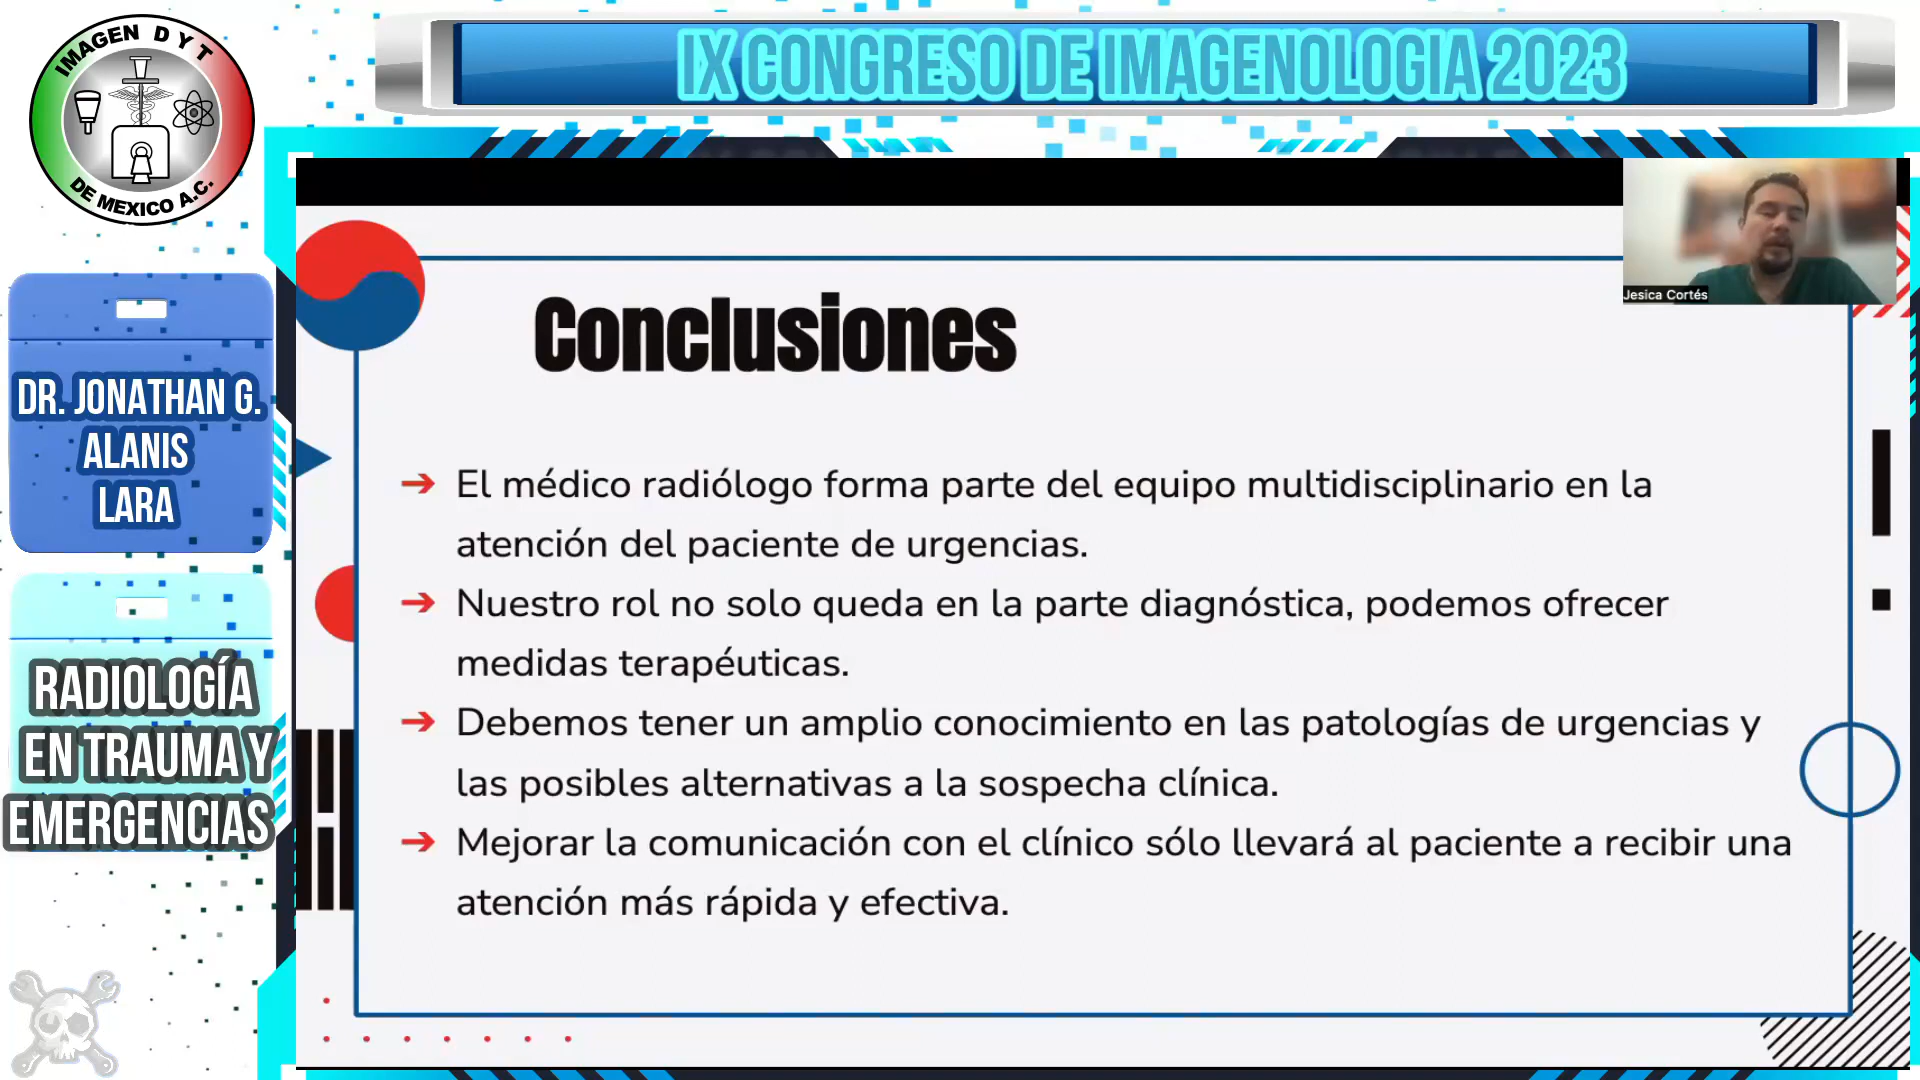 IMAGEN D Y T
DE MEXICO A.C.
IX CONGRESO DE IMAGENOLOGIA 2023
Jesica Cortés
DR. JONATHAN G.
ALANIS
LARA
RADIOLOGÍA
EN TRAUMA Y
EMERGENCIAS
Conclusiones
➔ El médico radiólogo forma parte del equipo multidisciplinario en la
atención del paciente de urgencias.
➔ Nuestro rol no solo queda en la parte diagnóstica, podemos ofrecer
medidas terapéuticas.
➔ Debemos tener un amplio conocimiento en las patologías de urgencias y
las posibles alternativas a la sospecha clínica.
➔ Mejorar la comunicación con el clínico sólo llevará al paciente a recibir una
atención más rápida y efectiva.